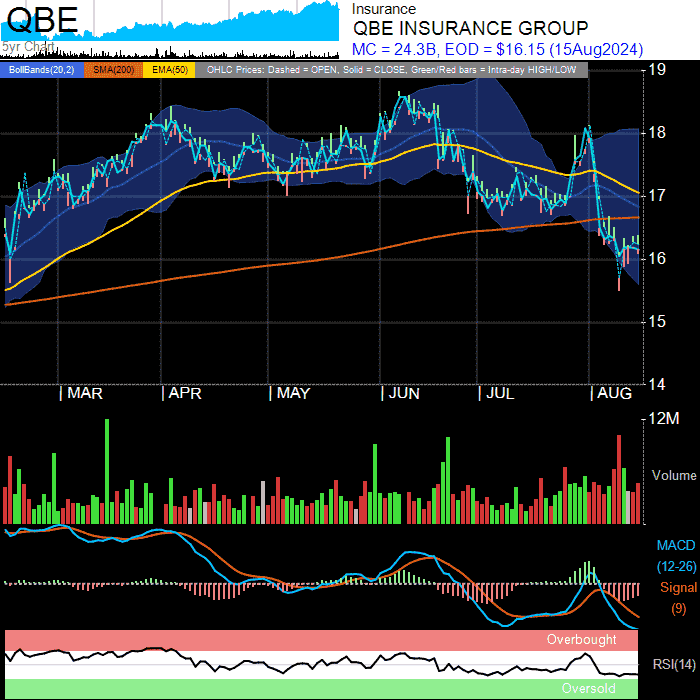 QBE
5yr Chart
Insurance
QBE INSURANCE GROUP
MC = 24.3B, EOD = $16.15 (15Aug2024)
BollBands(20,2) SMA(200) EMA(50) OHLC Prices: Dashed = OPEN, Solid = CLOSE, Green/Red bars = Intra-day HIGH/LOW
19
18
17
16
15
14
MAR APR MAY JUN JUL AUG
12M
Volume
MACD
(12-26)
Signal
(9)
Overbought
RSI(14)
Oversold